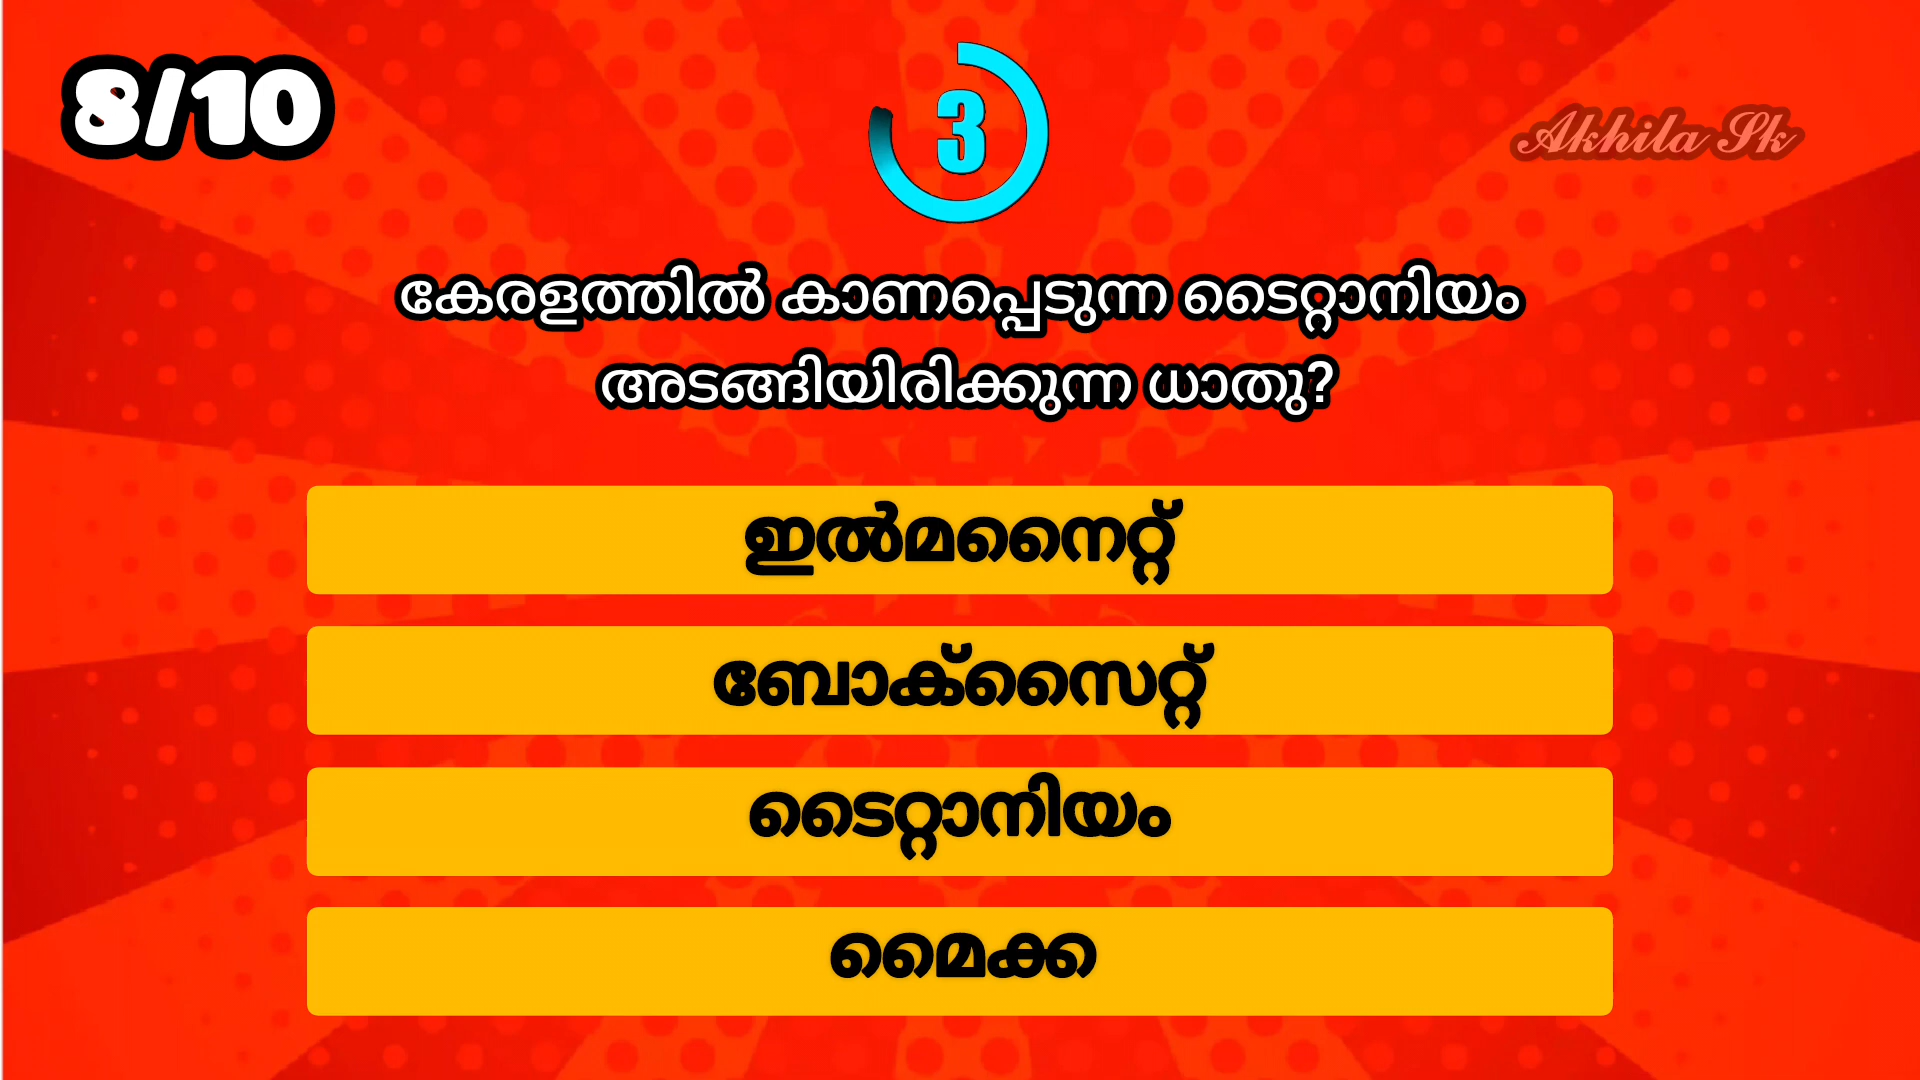 8/10
3
Akhila Sk
കേരളത്തിൽ കാണപ്പെടുന്ന ടൈറ്റാനിയം
അടങ്ങിയിരിക്കുന്ന ധാതു?
ഇൽമനൈറ്റ്
ബോക്സൈറ്റ്
ടൈറ്റാനിയം
മൈക്ക